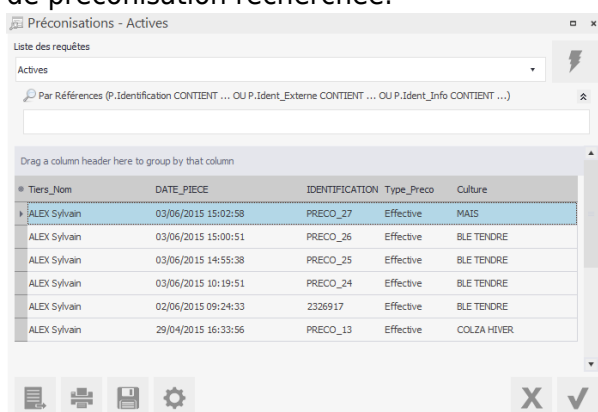 de préconisation recherchée.
Préconisations - Actives
Liste des requêtes
Actives
Par Références (P.Identification CONTIENT ... OU P.Ident_Externe CONTIENT ... OU P.Ident_Info CONTIENT ...)
Drag a column header here to group by that column
Tiers_Nom DATE_PIECE IDENTIFICATION Type_Preco Culture
ALEX Sylvain 03/06/2015 15:02:58 PRECO_27 Effective MAIS
ALEX Sylvain 03/06/2015 15:00:51 PRECO_26 Effective BLE TENDRE
ALEX Sylvain 03/06/2015 14:55:38 PRECO_25 Effective BLE TENDRE
ALEX Sylvain 03/06/2015 10:19:51 PRECO_24 Effective BLE TENDRE
ALEX Sylvain 02/06/2015 09:24:33 2326917 Effective BLE TENDRE
ALEX Sylvain 29/04/2015 16:33:56 PRECO_13 Effective COLZA HIVER